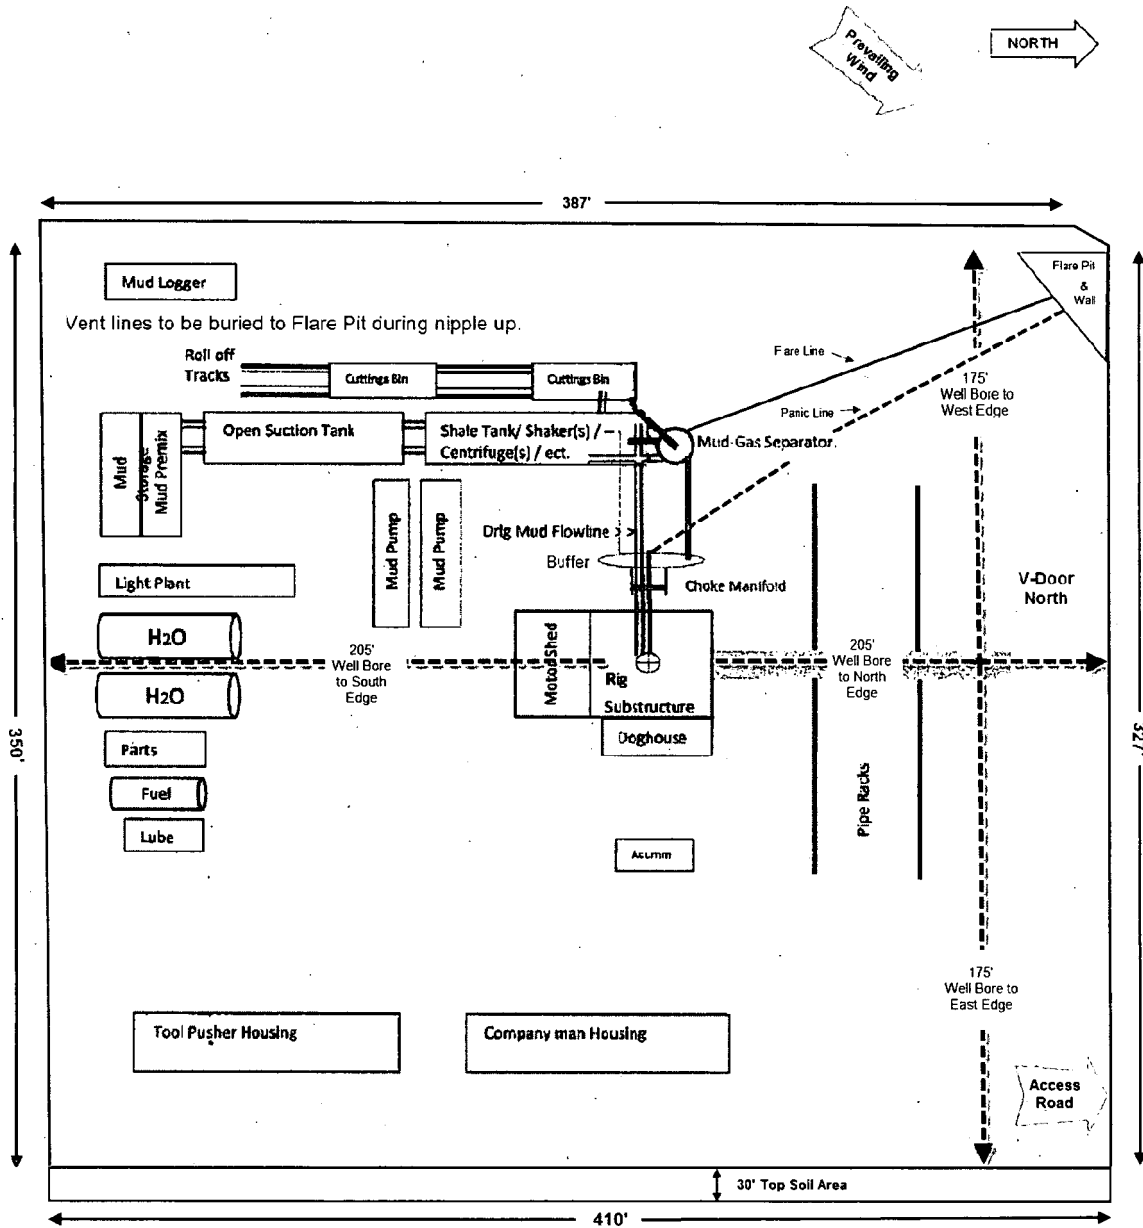 Prevailing
Wind
NORTH
387'
Mud Logger
Flare Pit
&
Wall
Vent lines to be buried to Flare Pit during nipple up.
Roll off
Tracks
Cuttings Bin
Cuttings Bin
Flare Line
Panic Line
175'
Well Bore to
West Edge
Mud
Storage
Mud Premix
Open Suction Tank
Shale Tank/ Shaker(s) /
Centrifuge(s) / ect.
Mud-Gas Separator
Mud Pump
Mud Pump
Drlg Mud Flowline
Buffer
Choke Manifold
Light Plant
V-Door
North
H2O
H2O
205'
Well Bore
to South
Edge
Motor Shed
Rig
Substructure
Doghouse
205'
Well Bore
to North
Edge
350'
327'
Parts
Fuel
Lube
Pipe Racks
Accumm
175'
Well Bore to
East Edge
Tool Pusher Housing
Company man Housing
Access
Road
30' Top Soil Area
410'